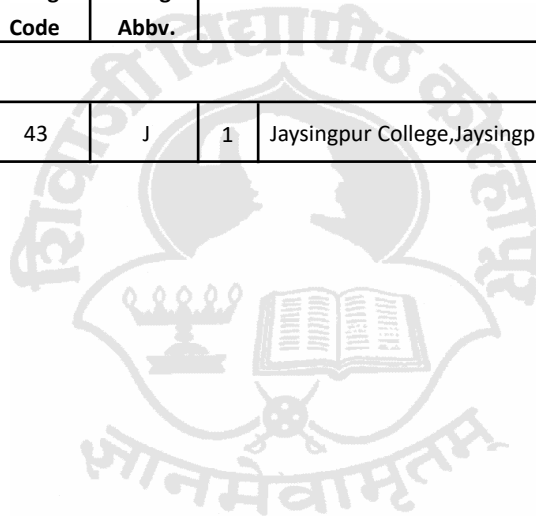 Code Abbv.
43 J 1 Jaysingpur College,Jaysingp
शिवाजी विद्यापीठ कोल्हापूर
ज्ञानमेवामृतम्